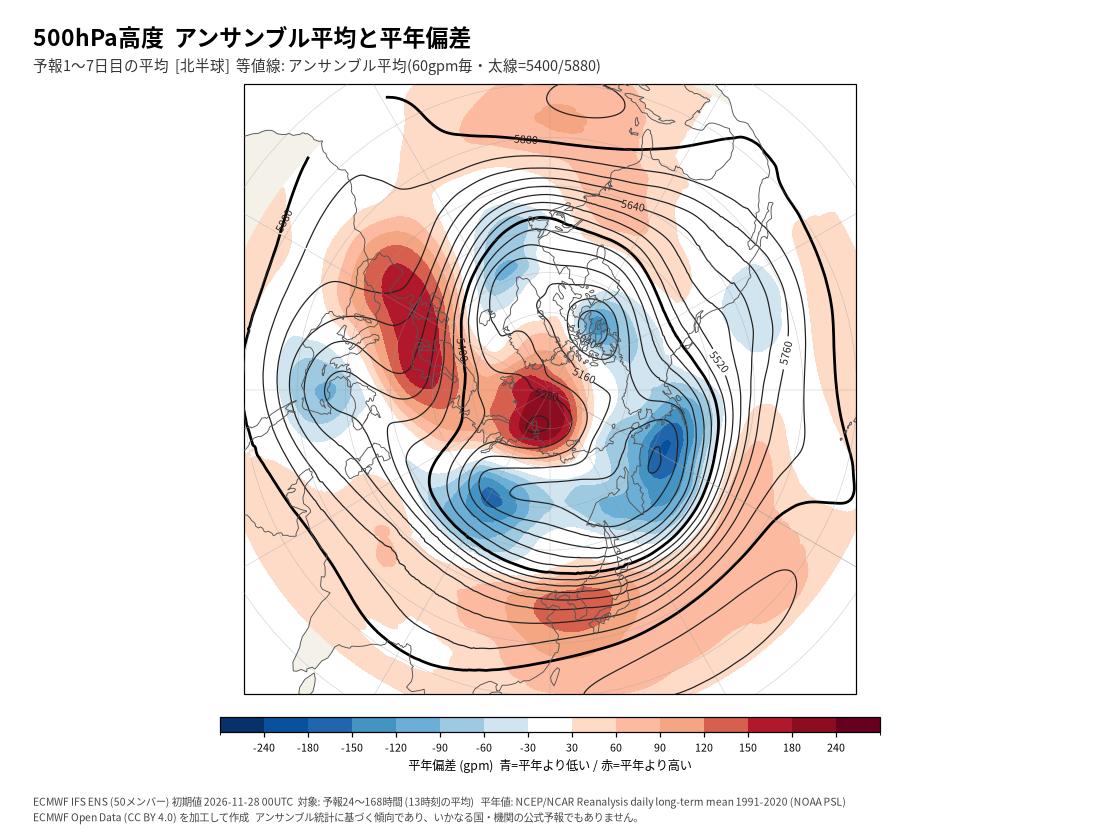 500hPa高度 アンサンブル平均と平年偏差
予報1～7日目の平均 [北半球] 等値線: アンサンブル平均(60gpm毎・太線=5400/5880)
5880
5640
5880
5400
5160
5280
5520
5760
-240 -180 -150 -120 -90 -60 -30 30 60 90 120 150 180 240
平年偏差 (gpm) 青=平年より低い / 赤=平年より高い
ECMWF IFS ENS (50メンバー) 初期値 2026-11-28 00UTC 対象: 予報24～168時間 (13時刻の平均) 平年値: NCEP/NCAR Reanalysis daily long-term mean 1991-2020 (NOAA PSL)
ECMWF Open Data (CC BY 4.0) を加工して作成 アンサンブル統計に基づく傾向であり、いかなる国・機関の公式予報でもありません。